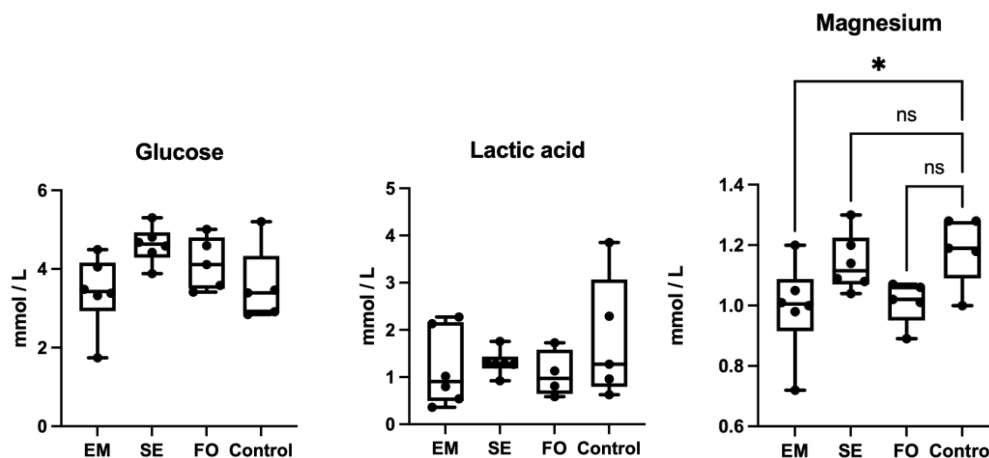 Glucose
mmol / L
6
4
2
0
EM SE FO Control
Lactic acid
mmol / L
5
4
3
2
1
0
EM SE FO Control
Magnesium
*
ns
ns
mmol / L
1.4
1.2
1.0
0.8
0.6
EM SE FO Control